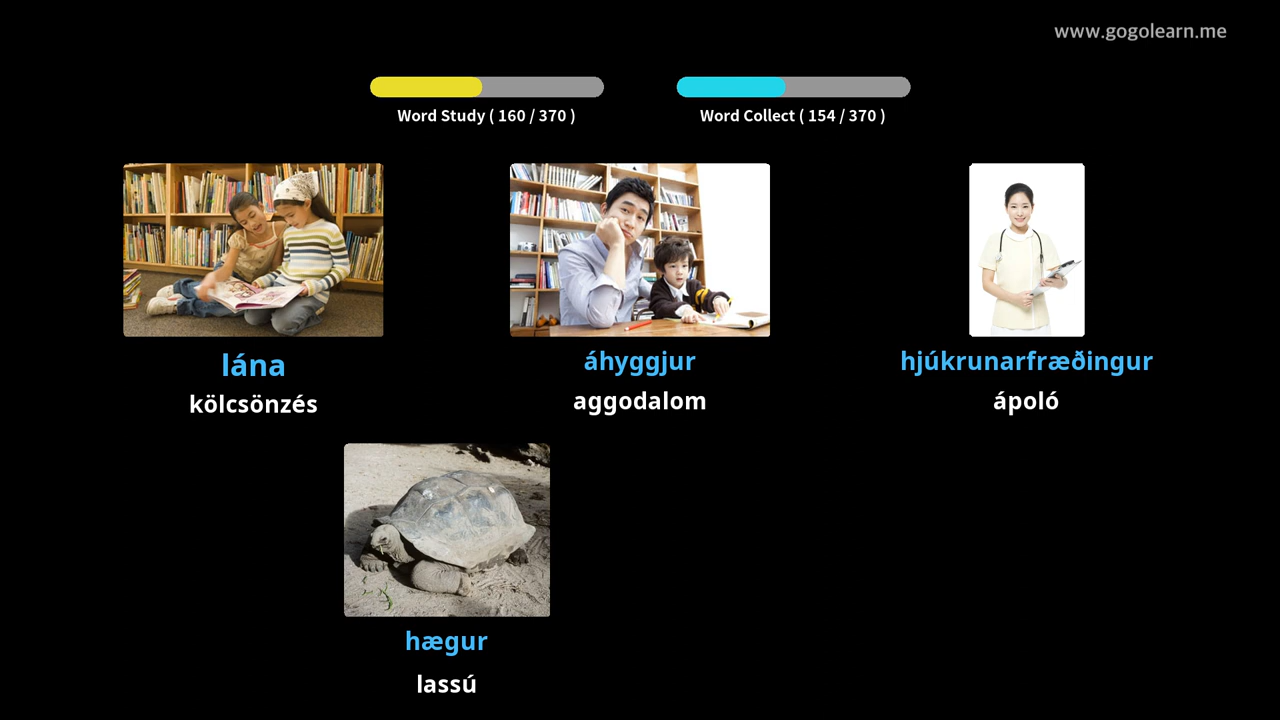 www.gogolearn.me
Word Study ( 160 / 370 )
Word Collect ( 154 / 370 )
lána
kölcsönzés
áhyggjur
aggodalom
hjúkrunarfræðingur
ápoló
hægur
lassú